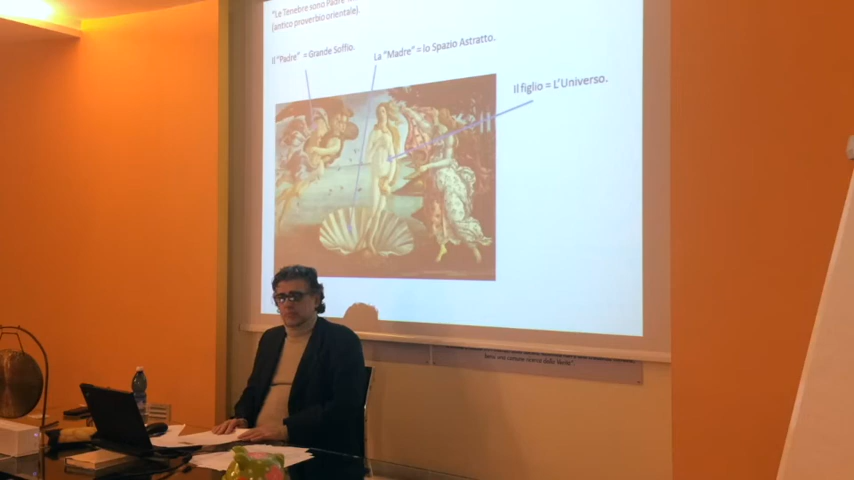 "Le Tenebre sono Padre
(antico proverbio orientale).
Il "Padre" = Grande Soffio.
La "Madre" = lo Spazio Astratto.
Il figlio = L'Universo.